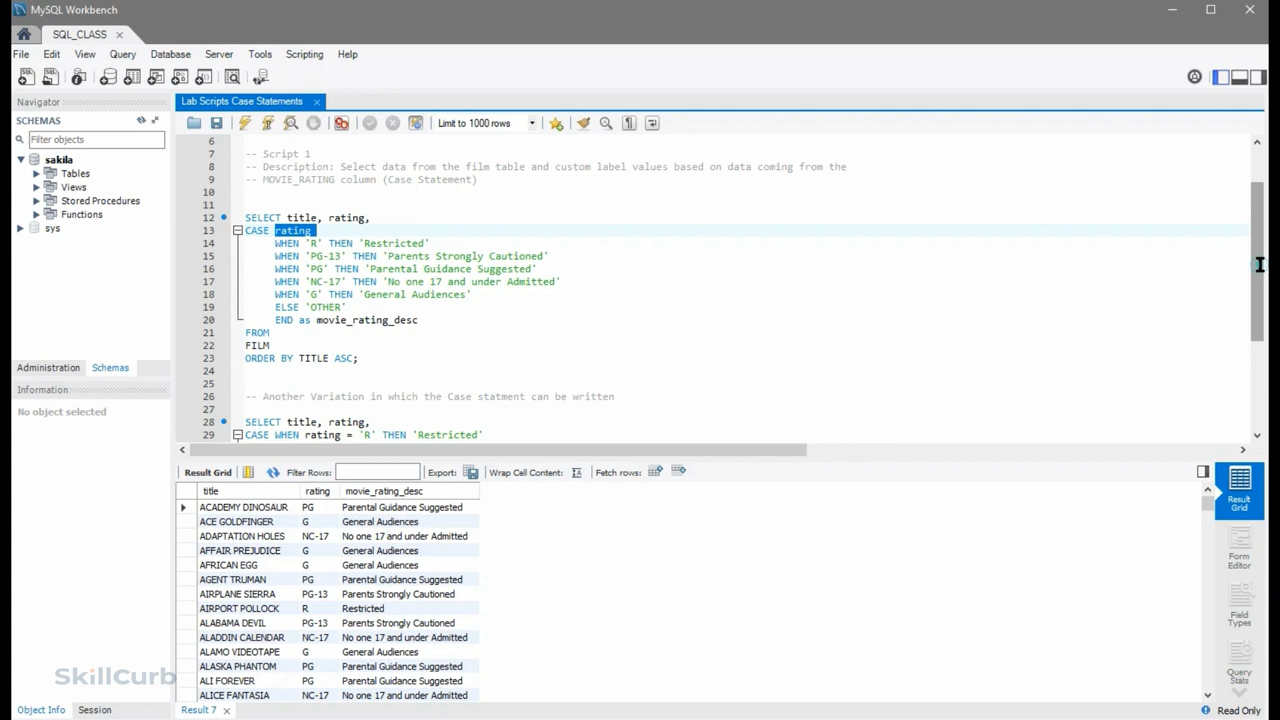 MySQL Workbench
SQL_CLASS
File Edit View Query Database Server Tools Scripting Help
Navigator
SCHEMAS
Filter objects
sakila
Tables
Views
Stored Procedures
Functions
sys
Administration Schemas
Information
No object selected
Object Info Session
Lab Scripts Case Statements
Limit to 1000 rows
6
7 -- Script 1
8 -- Description: Select data from the film table and custom label values based on data coming from the
9 -- MOVIE_RATING column (Case Statement)
10
11
12 SELECT title, rating,
13 CASE rating
14 WHEN 'R' THEN 'Restricted'
15 WHEN 'PG-13' THEN 'Parents Strongly Cautioned'
16 WHEN 'PG' THEN 'Parental Guidance Suggested'
17 WHEN 'NC-17' THEN 'No one 17 and under Admitted'
18 WHEN 'G' THEN 'General Audiences'
19 ELSE 'OTHER'
20 END as movie_rating_desc
21 FROM
22 FILM
23 ORDER BY TITLE ASC;
24
25
26 -- Another Variation in which the Case statment can be written
27
28 SELECT title, rating,
29 CASE WHEN rating = 'R' THEN 'Restricted'
Result Grid Filter Rows: Export: Wrap Cell Content: Fetch rows:
title rating movie_rating_desc
ACADEMY DINOSAUR PG Parental Guidance Suggested
ACE GOLDFINGER G General Audiences
ADAPTATION HOLES NC-17 No one 17 and under Admitted
AFFAIR PREJUDICE G General Audiences
AFRICAN EGG G General Audiences
AGENT TRUMAN PG Parental Guidance Suggested
AIRPLANE SIERRA PG-13 Parents Strongly Cautioned
AIRPORT POLLOCK R Restricted
ALABAMA DEVIL PG-13 Parents Strongly Cautioned
ALADDIN CALENDAR NC-17 No one 17 and under Admitted
ALAMO VIDEOTAPE G General Audiences
ALASKA PHANTOM PG Parental Guidance Suggested
ALI FOREVER PG Parental Guidance Suggested
ALICE FANTASIA NC-17 No one 17 and under Admitted
Result 7
Result
Grid
Form
Editor
Field
Types
Query
Stats
Read Only
SkillCurb